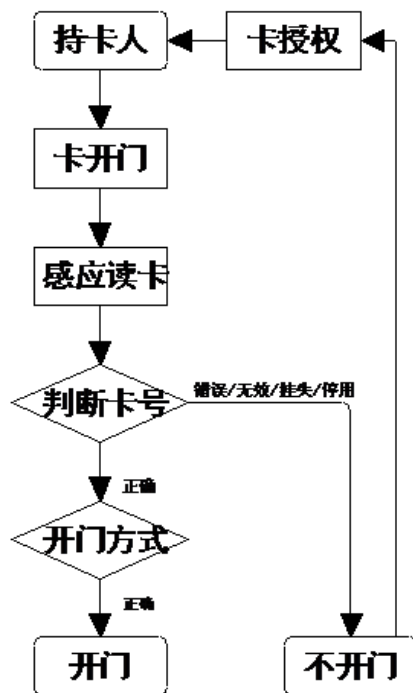 持卡人
卡授权
卡开门
感应读卡
判断卡号
错误/无效/挂失/停用
正确
开门方式
正确
开门
不开门